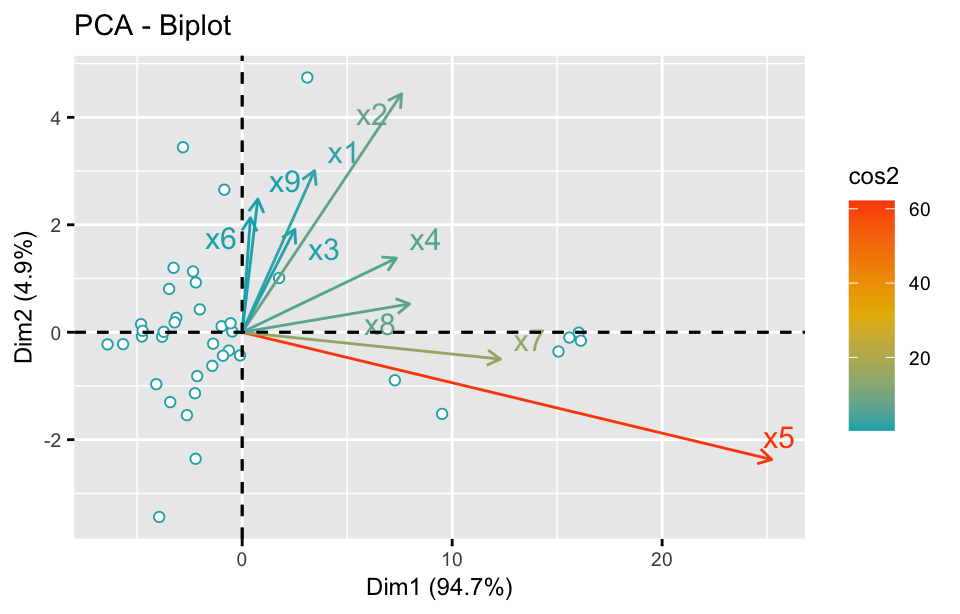 PCA - Biplot
x2
x1
x9
x6
x3
x4
x8
x7
x5
4
2
0
-2
0
10
20
Dim1 (94.7%)
Dim2 (4.9%)
cos2
60
40
20